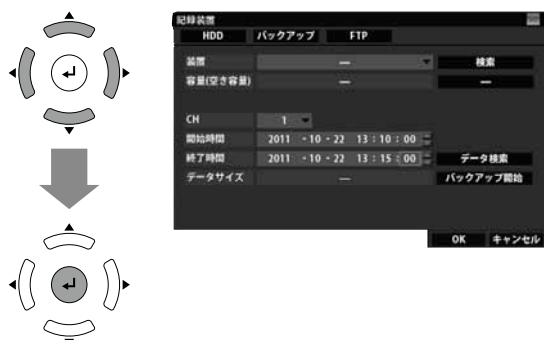 記録装置
HDD バックアップ FTP
装置 — 検索
容量(空き容量) — —
CH 1
開始時間 2011 - 10 - 22 13 : 10 : 00
終了時間 2011 - 10 - 22 13 : 15 : 00 データ検索
データサイズ — バックアップ開始
OK キャンセル